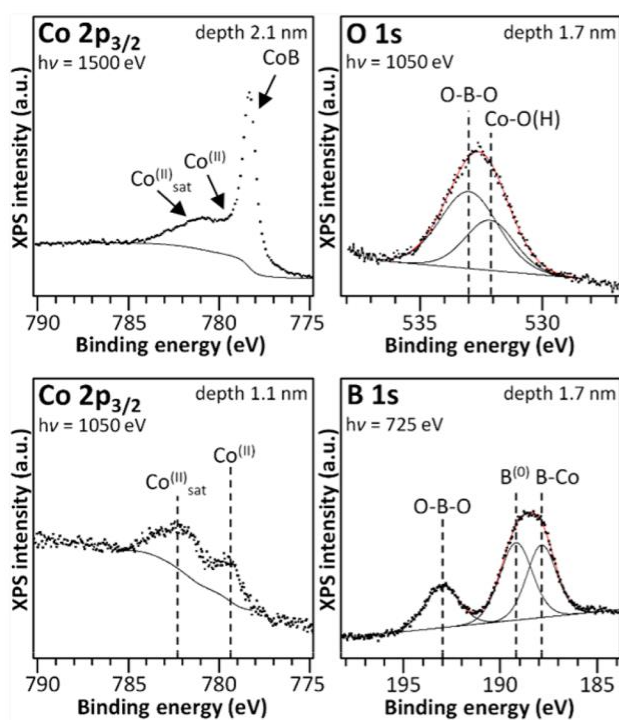 Co 2p3/2
depth 2.1 nm
hν = 1500 eV
CoB
Co(II)
Co(II)sat
XPS intensity (a.u.)
790 785 780 775
Binding energy (eV)
O 1s
depth 1.7 nm
hν = 1050 eV
O-B-O
Co-O(H)
XPS intensity (a.u.)
535 530
Binding energy (eV)
Co 2p3/2
depth 1.1 nm
hν = 1050 eV
Co(II)
Co(II)sat
XPS intensity (a.u.)
790 785 780 775
Binding energy (eV)
B 1s
depth 1.7 nm
hν = 725 eV
B(0) B-Co
O-B-O
XPS intensity (a.u.)
195 190 185
Binding energy (eV)